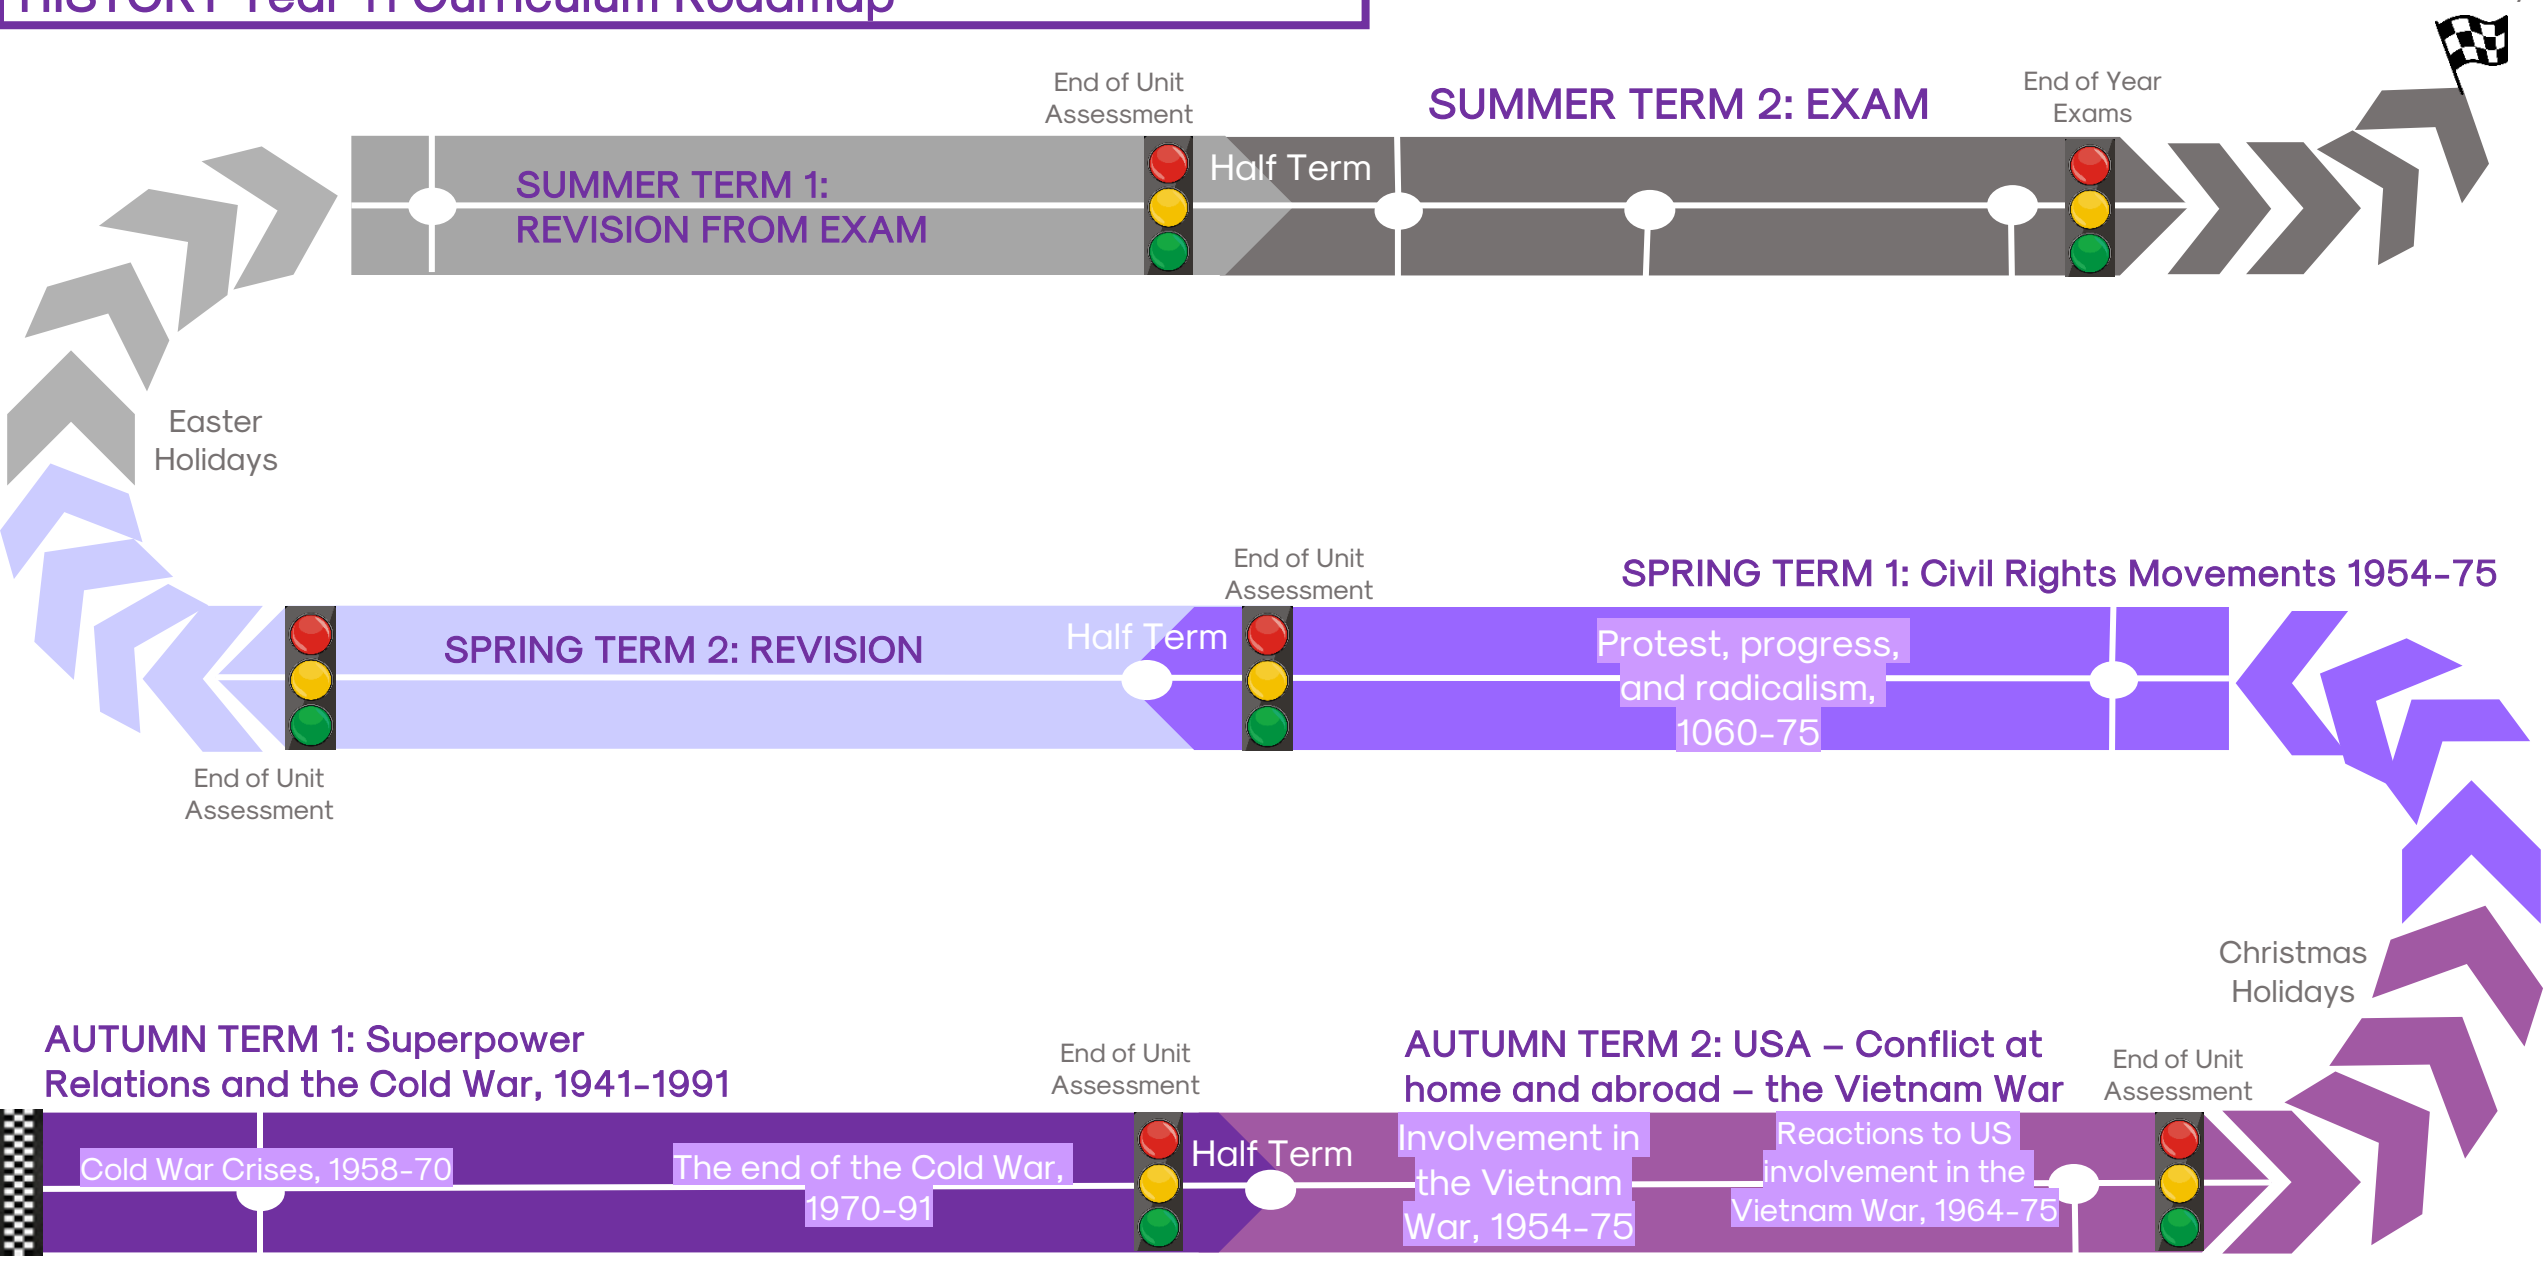 HISTORY Year 11 Curriculum Roadmap
End of Unit
Assessment
SUMMER TERM 2: EXAM
End of Year
Exams
SUMMER TERM 1:
REVISION FROM EXAM
Half Term
Easter
Holidays
End of Unit
Assessment
SPRING TERM 1: Civil Rights Movements 1954-75
SPRING TERM 2: REVISION
Half Term
Protest, progress,
and radicalism,
1060-75
End of Unit
Assessment
Christmas
Holidays
AUTUMN TERM 1: Superpower
Relations and the Cold War, 1941-1991
End of Unit
Assessment
AUTUMN TERM 2: USA – Conflict at
home and abroad – the Vietnam War
End of Unit
Assessment
Cold War Crises, 1958-70
The end of the Cold War,
1970-91
Half Term
Involvement in
the Vietnam
War, 1954-75
Reactions to US
involvement in the
Vietnam War, 1964-75